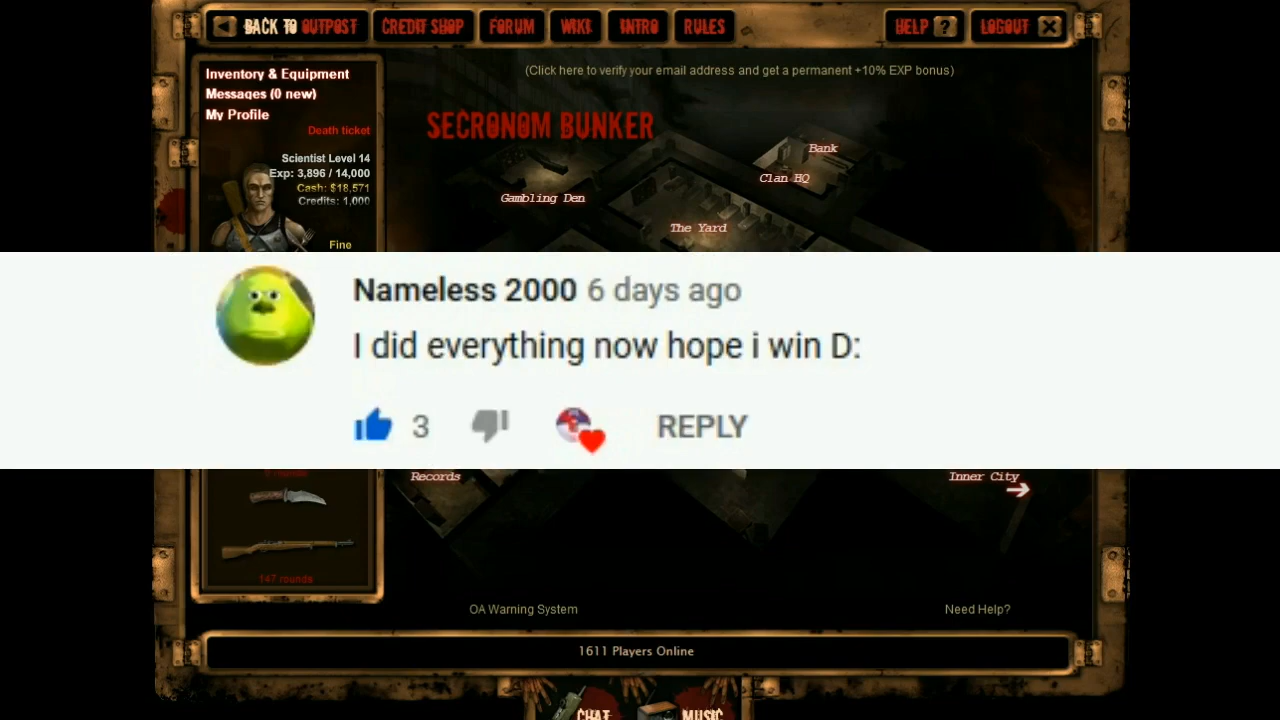 BACK TO OUTPOST
CREDIT SHOP
FORUM
WIKI
INTRO
RULES
HELP ?
LOGOUT
Inventory & Equipment
Messages (0 new)
My Profile
Death ticket
Scientist Level 14
Exp: 3,896 / 14,000
Cash: $18,571
Credits: 1,000
Fine
(Click here to verify your email address and get a permanent +10% EXP bonus)
SECRONOM BUNKER
Bank
Clan HQ
Gambling Den
The Yard
Nameless 2000 6 days ago
I did everything now hope i win D:
3
REPLY
Records
Inner City
147 rounds
OA Warning System
Need Help?
1611 Players Online
CHAT
MUSIC